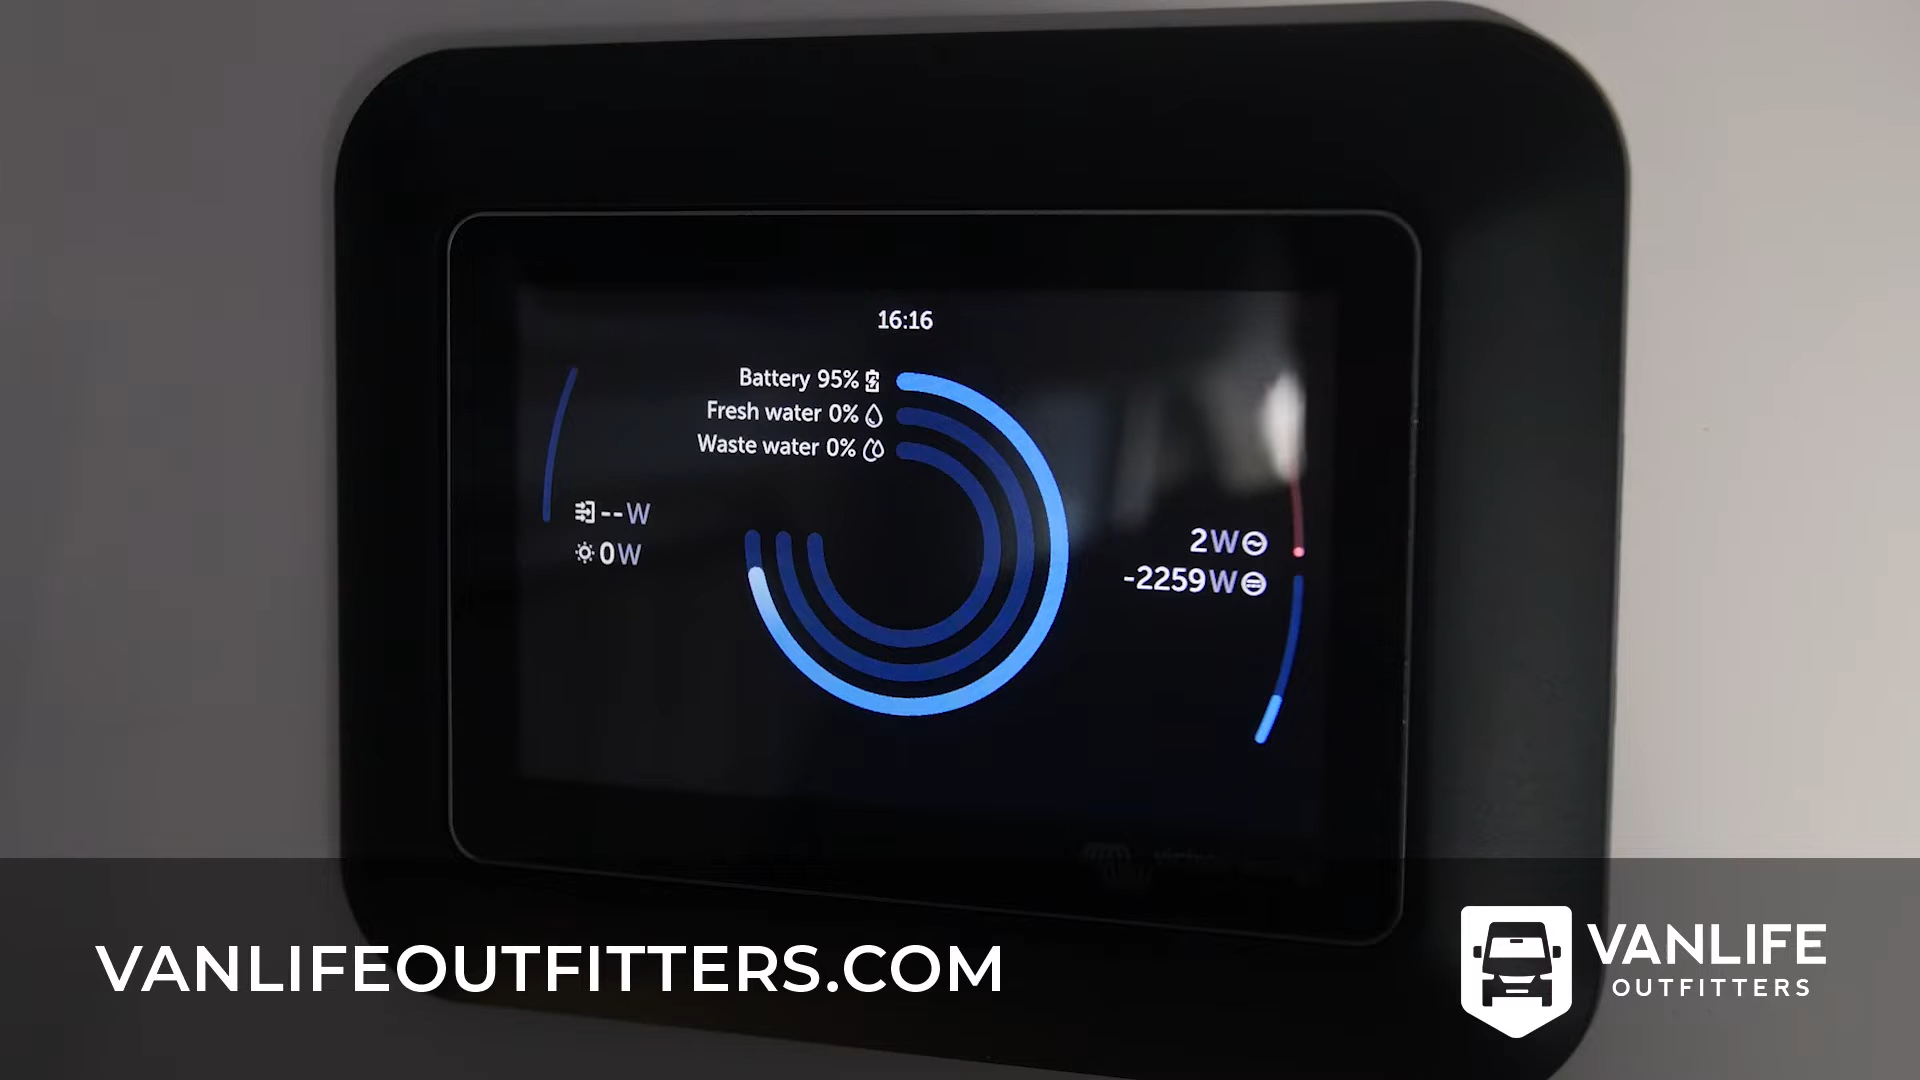 16:16
Battery 95%
Fresh water 0%
Waste water 0%
--W
0W
2W
-2259W
VANLIFEOUTFITTERS.COM
VANLIFE
OUTFITTERS